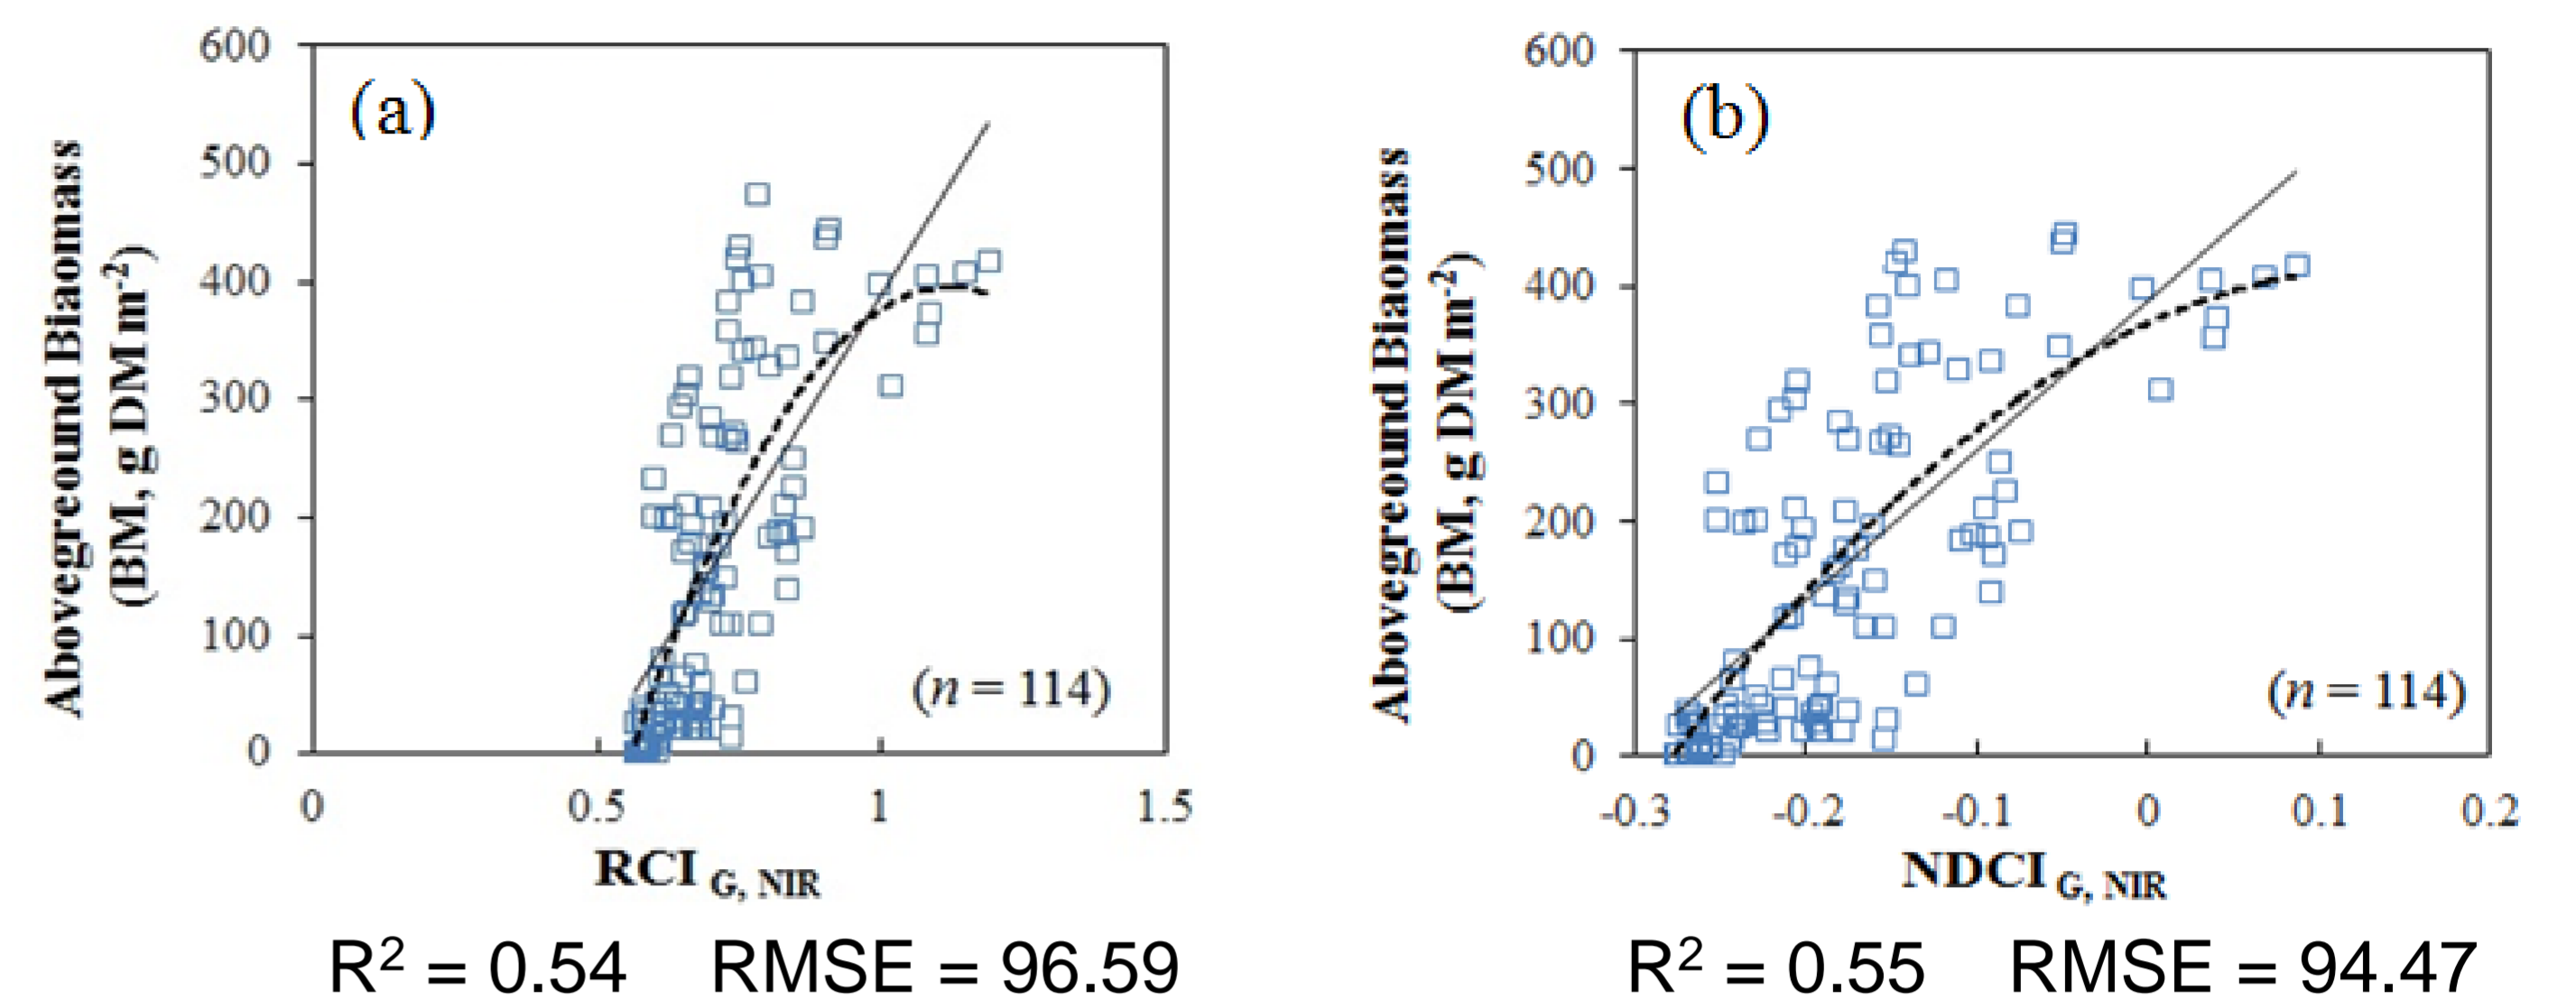 (a)
600
500
400
300
200
100
0
0 0.5 1 1.5
Abovegreound Biaomass
(BM, g DM m-2)
(n = 114)
RCI G, NIR
R2 = 0.54 RMSE = 96.59
(b)
600
500
400
300
200
100
0
-0.3 -0.2 -0.1 0 0.1 0.2
Abovegreound Biaomass
(BM, g DM m-2)
(n = 114)
NDCI G, NIR
R2 = 0.55 RMSE = 94.47